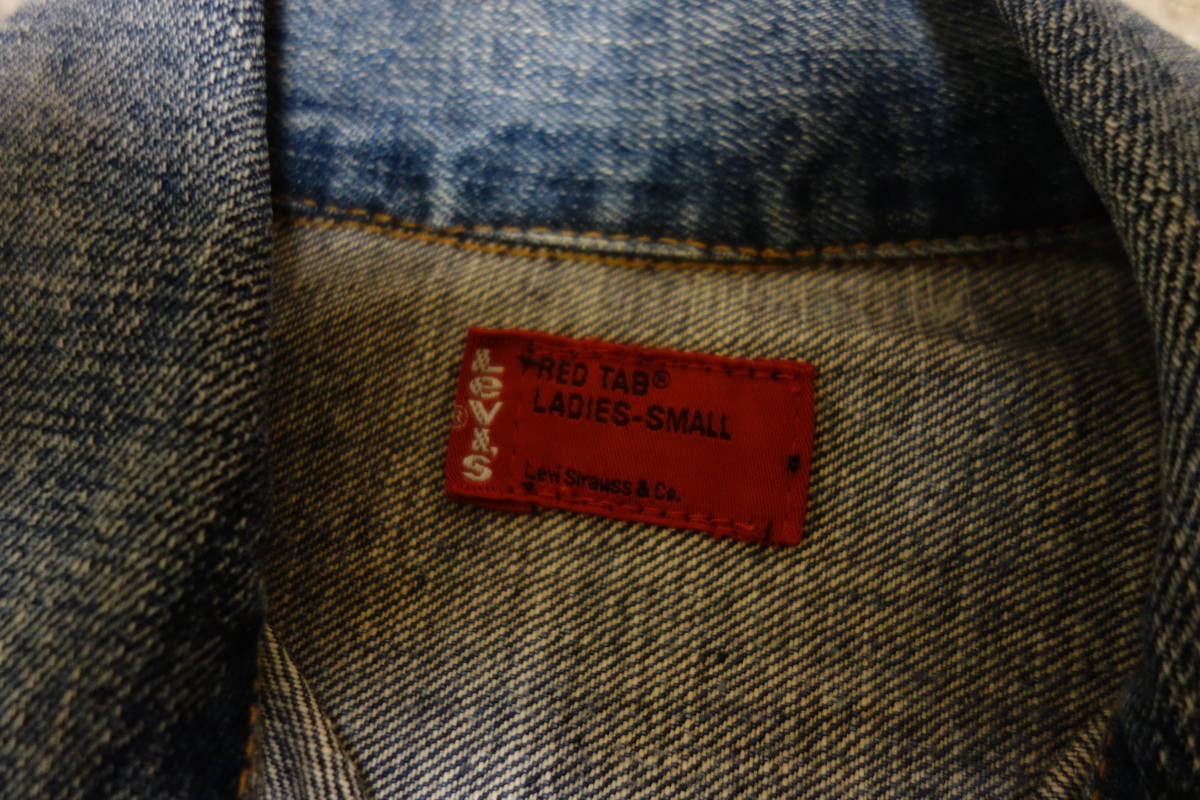 Levi's
®
RED TAB®
LADIES-SMALL
Levi Strauss & Co.